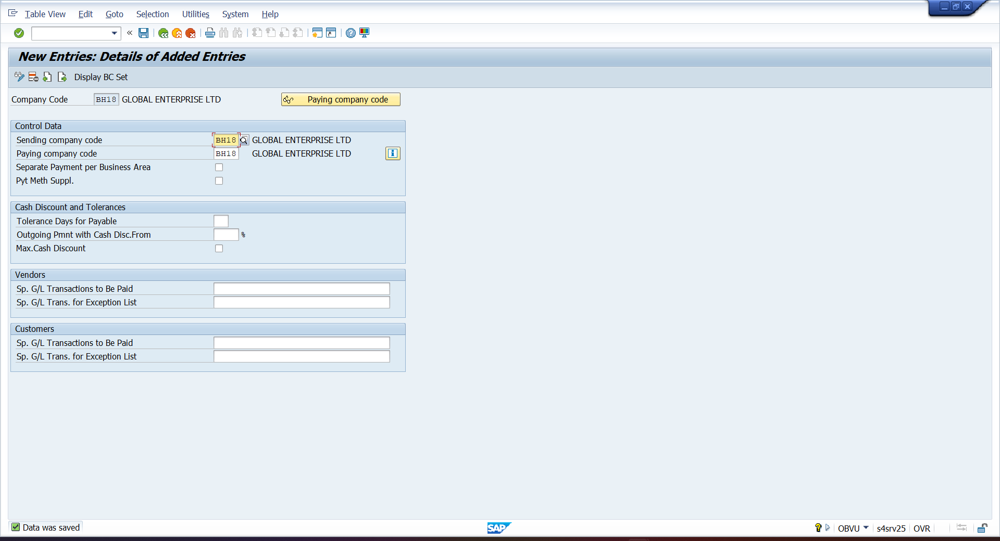 Table View Edit Goto Selection Utilities System Help
New Entries: Details of Added Entries
Display BC Set
Company Code BH18 GLOBAL ENTERPRISE LTD Paying company code
Control Data
Sending company code BH18 GLOBAL ENTERPRISE LTD
Paying company code BH18 GLOBAL ENTERPRISE LTD
Separate Payment per Business Area
Pyt Meth Suppl.
Cash Discount and Tolerances
Tolerance Days for Payable
Outgoing Pmnt with Cash Disc.From %
Max.Cash Discount
Vendors
Sp. G/L Transactions to Be Paid
Sp. G/L Trans. for Exception List
Customers
Sp. G/L Transactions to Be Paid
Sp. G/L Trans. for Exception List
Data was saved SAP OBVU s4srv25 OVR